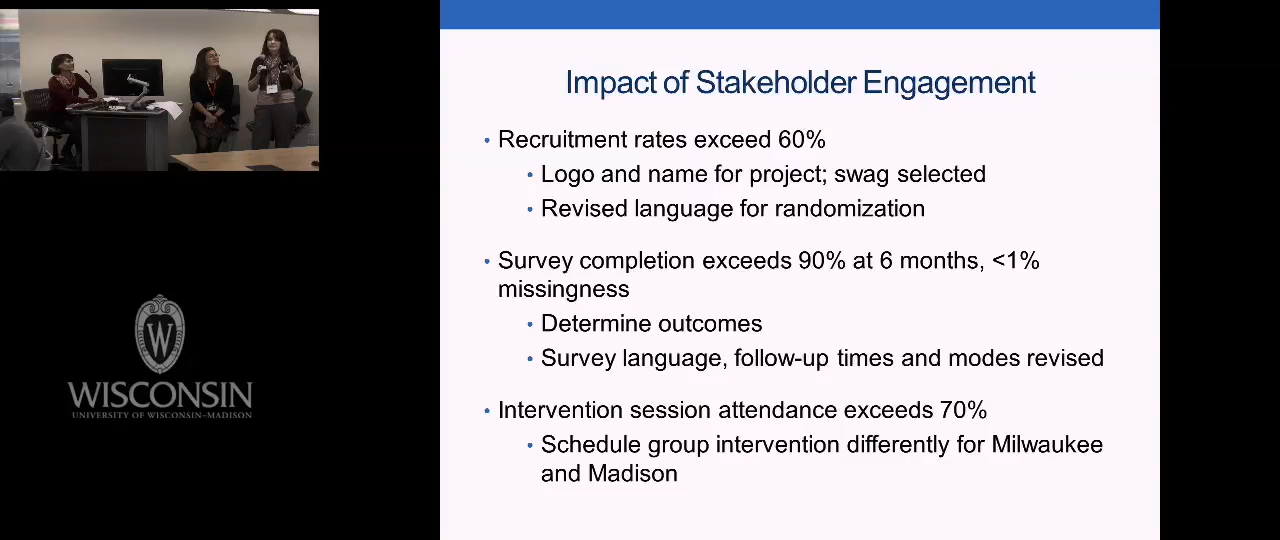 Impact of Stakeholder Engagement
• Recruitment rates exceed 60%
• Logo and name for project; swag selected
• Revised language for randomization
• Survey completion exceeds 90% at 6 months, <1%
missingness
• Determine outcomes
• Survey language, follow-up times and modes revised
• Intervention session attendance exceeds 70%
• Schedule group intervention differently for Milwaukee
and Madison
W
WISCONSIN
UNIVERSITY OF WISCONSIN–MADISON